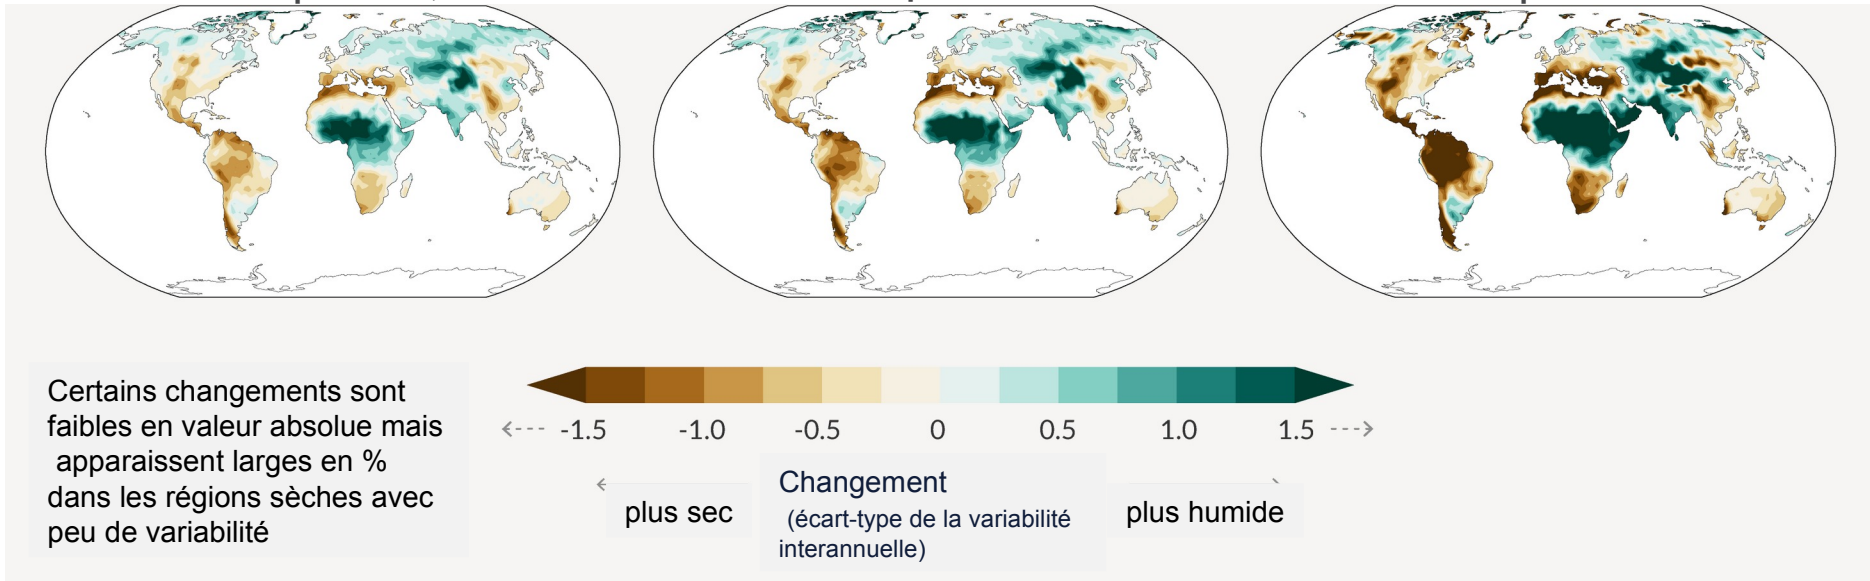 Certains changements sont
faibles en valeur absolue mais
apparaissent larges en %
dans les régions sèches avec
peu de variabilité
-1.5 -1.0 -0.5 0 0.5 1.0 1.5
plus sec
Changement
(écart-type de la variabilité
interannuelle)
plus humide